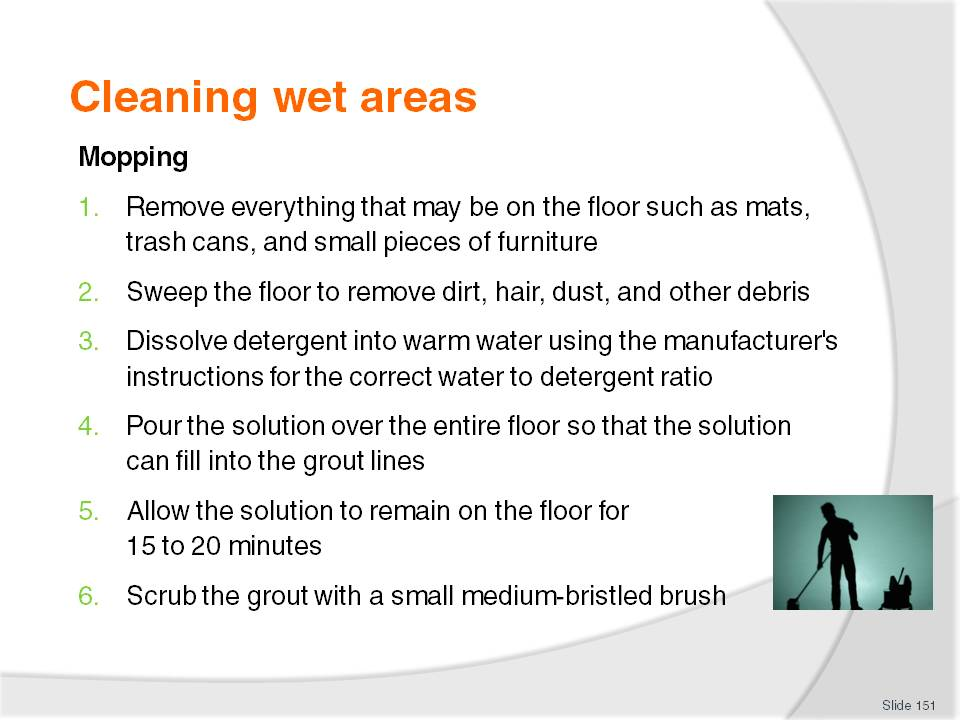 Cleaning wet areas
Mopping
1. Remove everything that may be on the floor such as mats,
trash cans, and small pieces of furniture
2. Sweep the floor to remove dirt, hair, dust, and other debris
3. Dissolve detergent into warm water using the manufacturer's
instructions for the correct water to detergent ratio
4. Pour the solution over the entire floor so that the solution
can fill into the grout lines
5. Allow the solution to remain on the floor for
15 to 20 minutes
6. Scrub the grout with a small medium-bristled brush
Slide 151